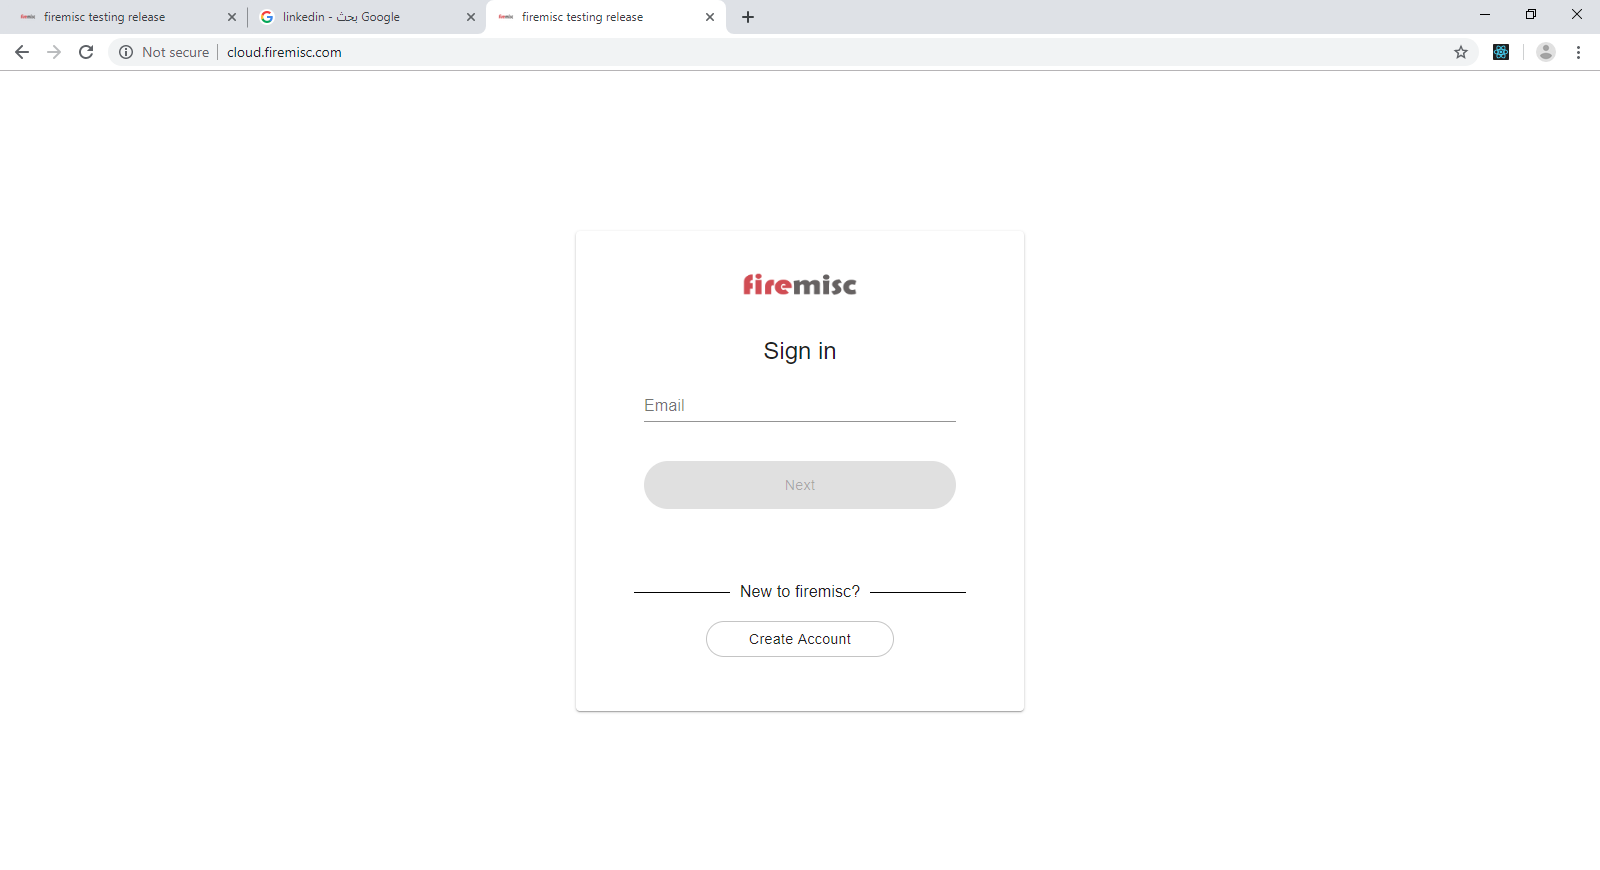 firemisc testing release
linkedin - بحث Google
firemisc testing release
Not secure
cloud.firemisc.com
firemisc
Sign in
Email
Next
New to firemisc?
Create Account